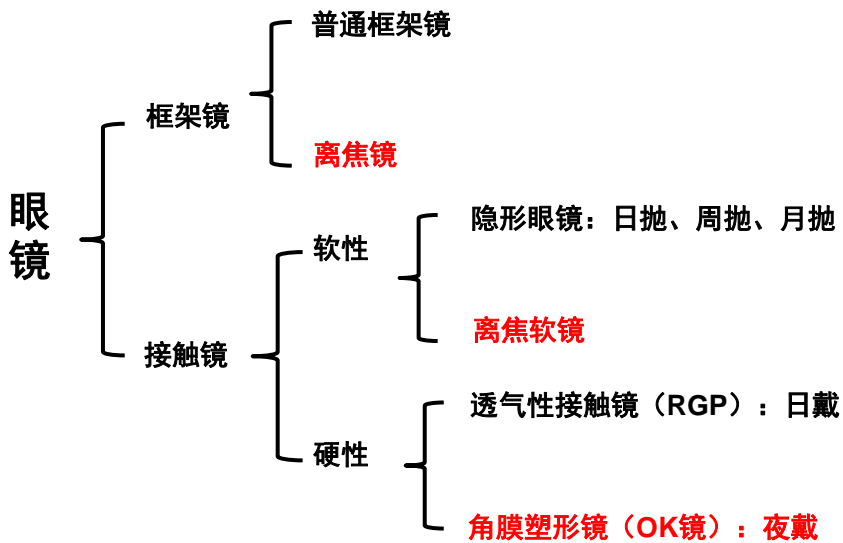 眼镜
框架镜
普通框架镜
离焦镜
接触镜
软性
隐形眼镜：日抛、周抛、月抛
离焦软镜
硬性
透气性接触镜（RGP）：日戴
角膜塑形镜（OK镜）：夜戴